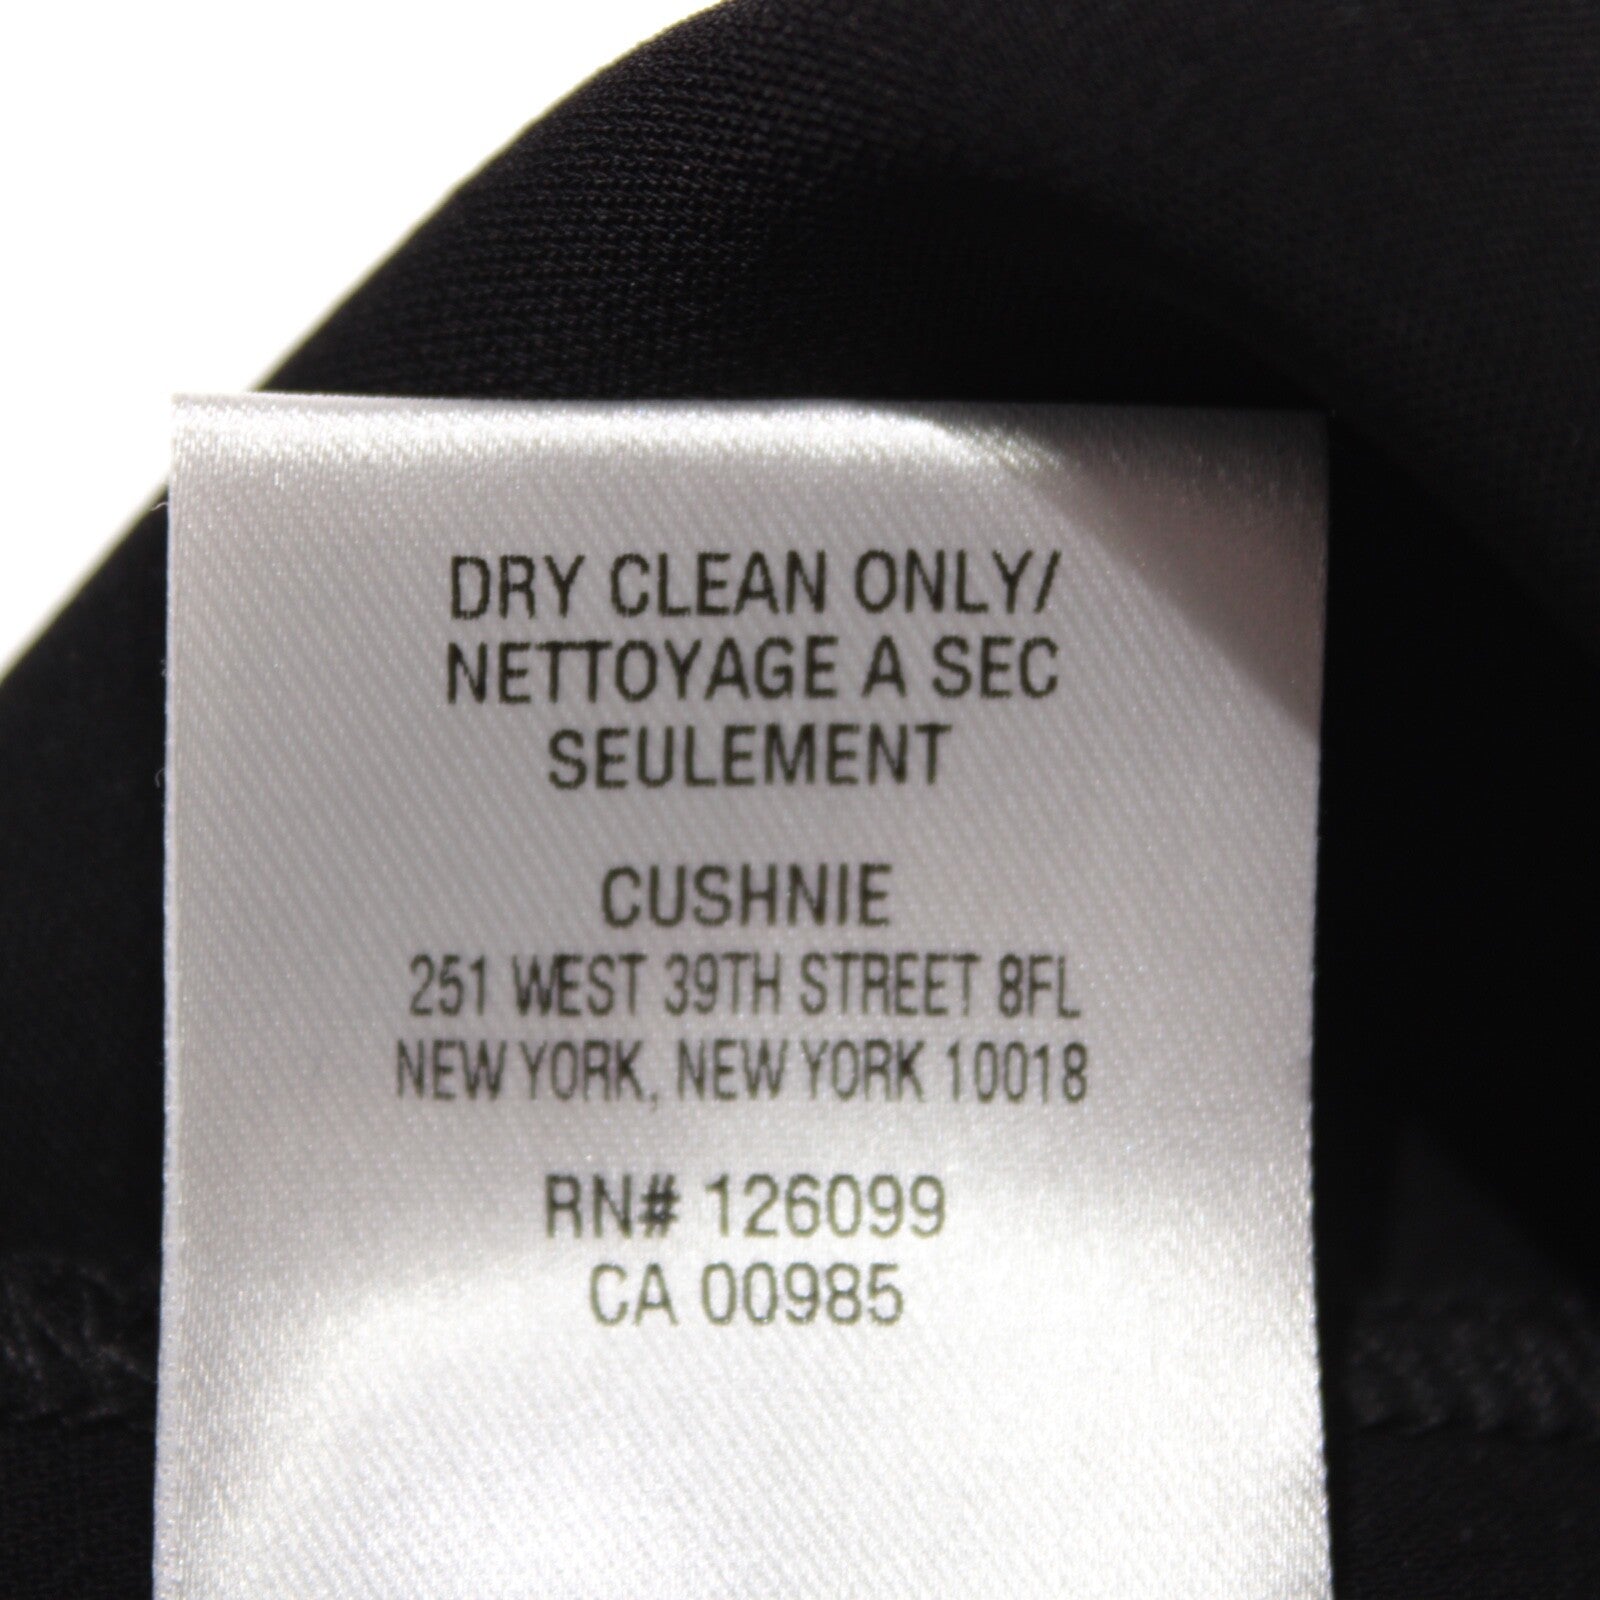 DRY CLEAN ONLY/
NETTOYAGE A SEC
SEULEMENT
CUSHNIE
251 WEST 39TH STREET 8FL
NEW YORK, NEW YORK 10018
RN# 126099
CA 00985